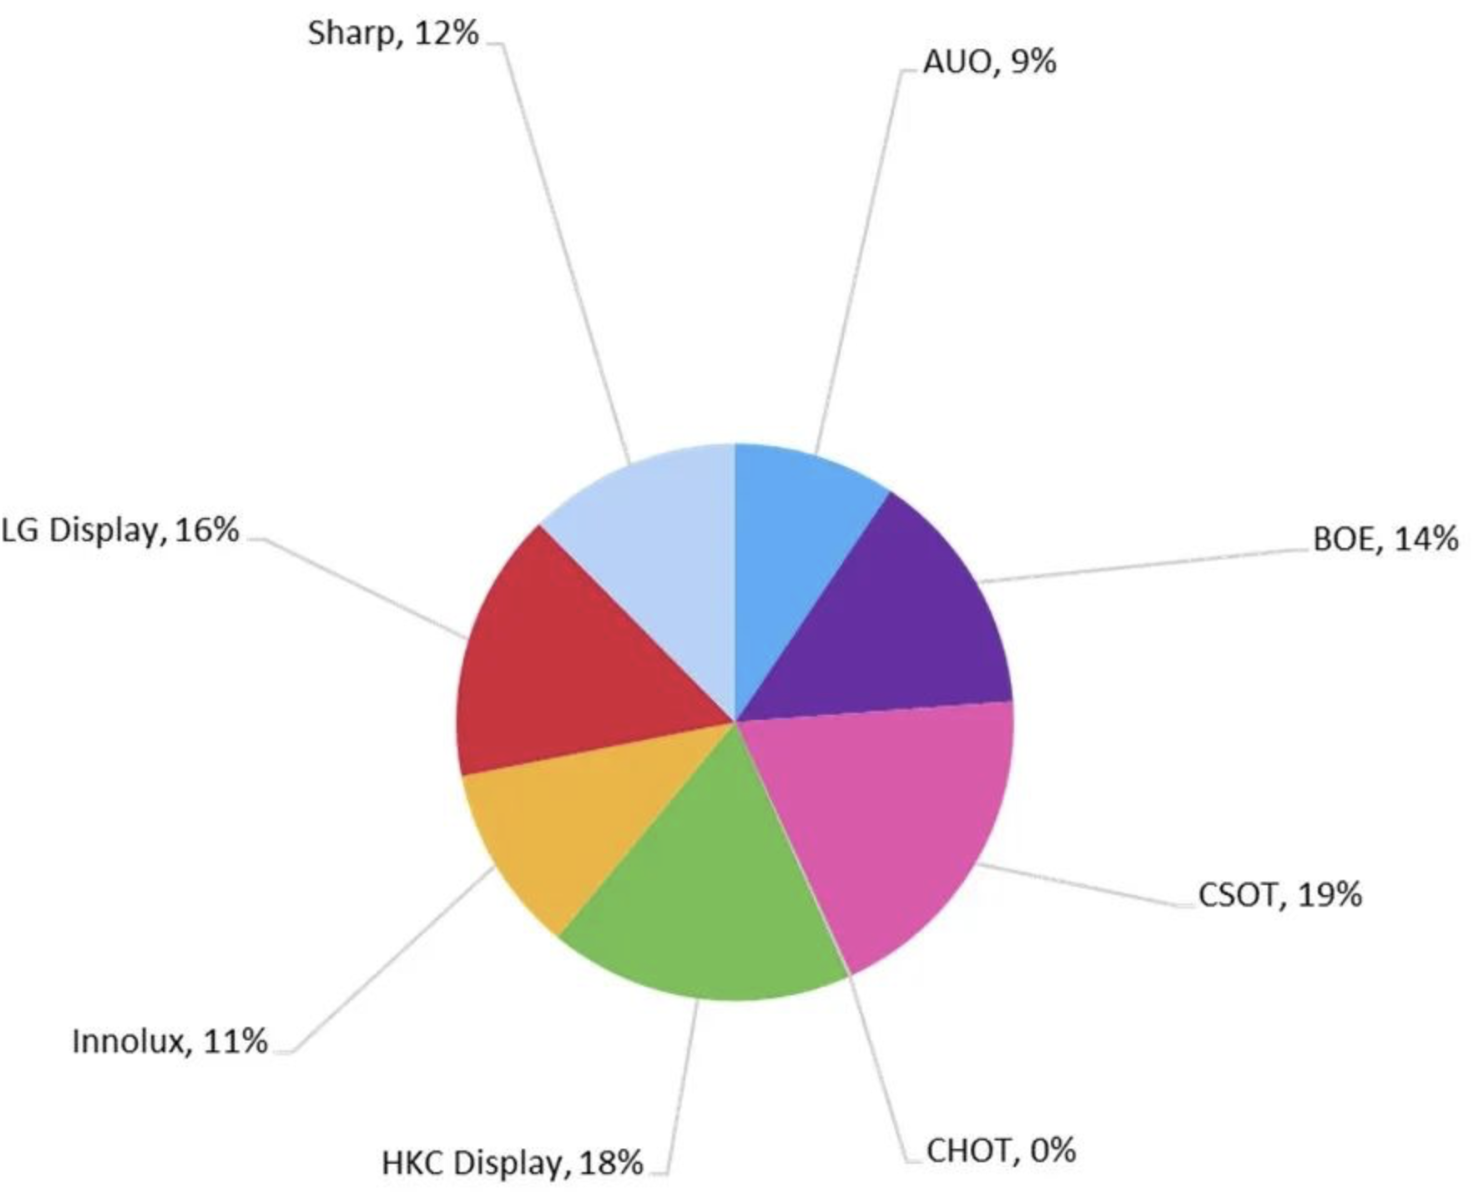 Sharp, 12%
AUO, 9%
LG Display, 16%
BOE, 14%
CSOT, 19%
Innolux, 11%
CHOT, 0%
HKC Display, 18%